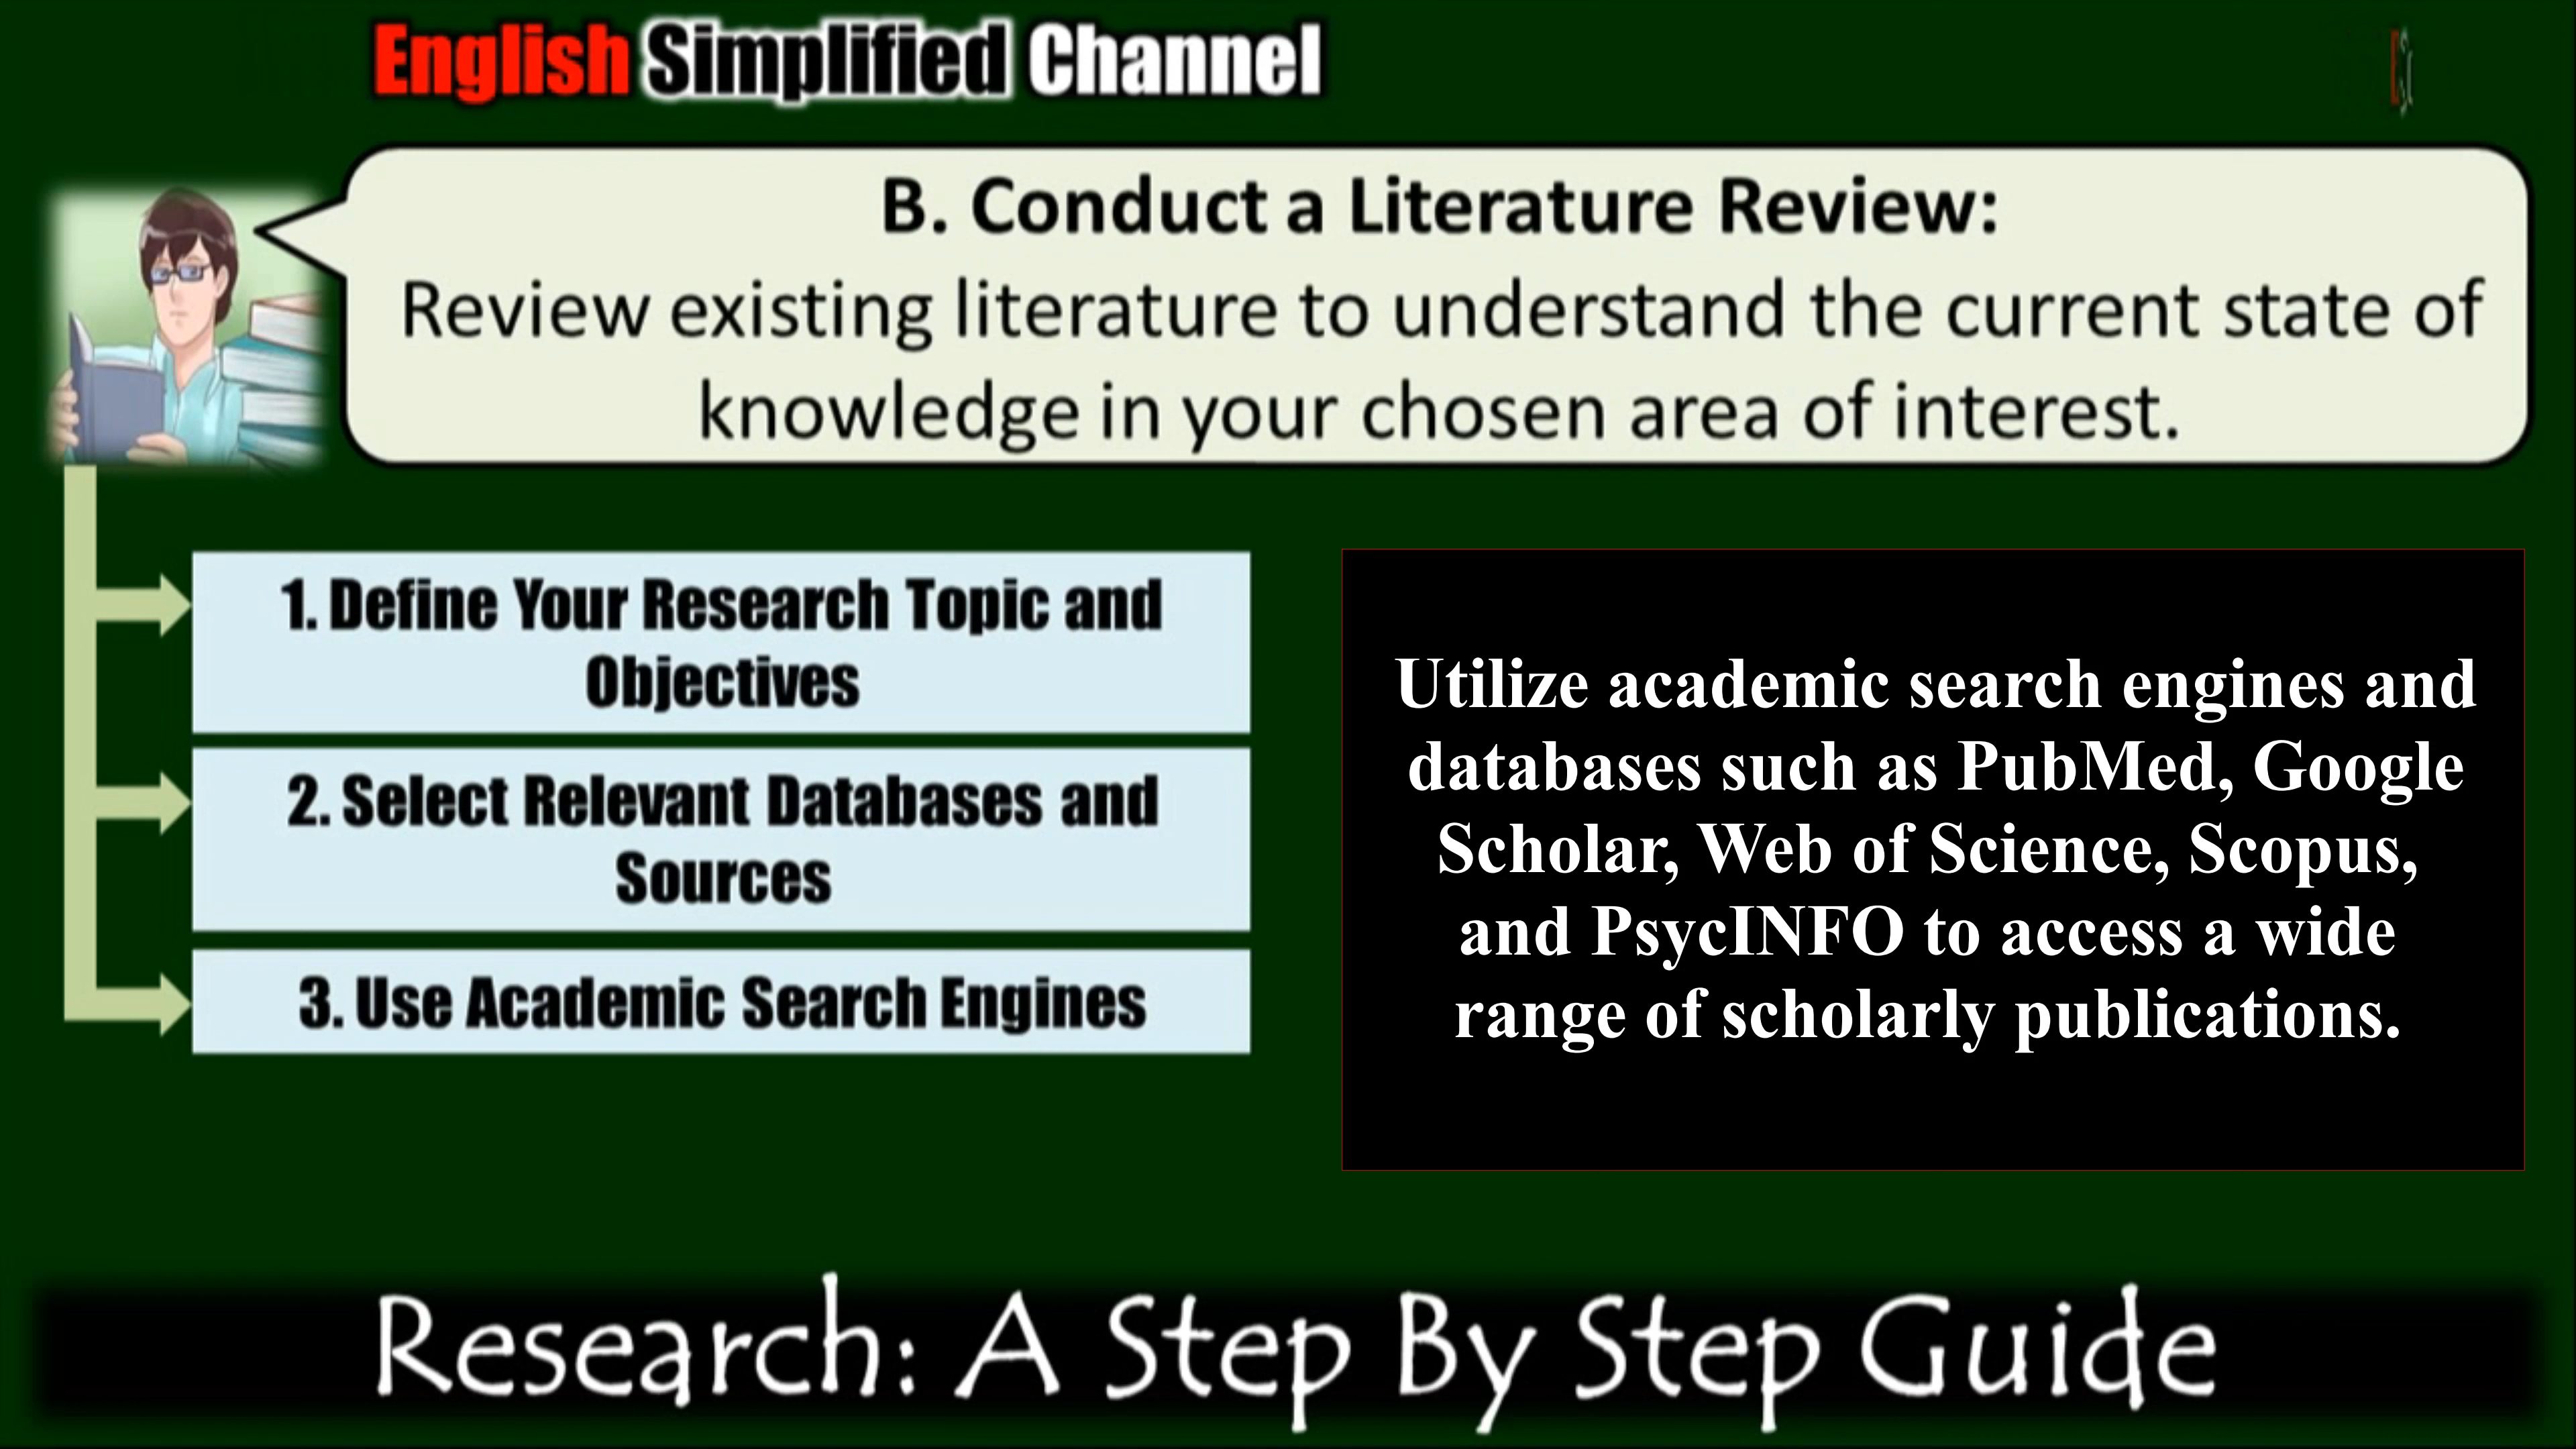 English Simplified Channel
B. Conduct a Literature Review:
Review existing literature to understand the current state of
knowledge in your chosen area of interest.
1. Define Your Research Topic and
Objectives
2. Select Relevant Databases and
Sources
3. Use Academic Search Engines
Utilize academic search engines and
databases such as PubMed, Google
Scholar, Web of Science, Scopus,
and PsycINFO to access a wide
range of scholarly publications.
Research: A Step By Step Guide